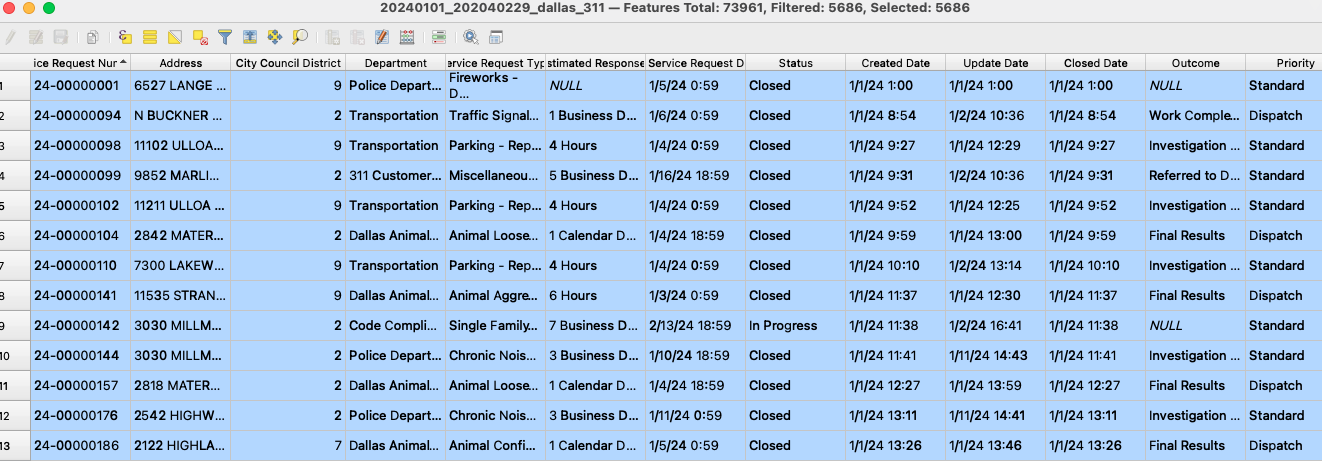 20240101_202040229_dallas_311 — Features Total: 73961, Filtered: 5686, Selected: 5686
ice Request Nur Address City Council District Department ervice Request Typ stimated Response Service Request D Status Created Date Update Date Closed Date Outcome Priority
1 24-00000001 6527 LANGE ... 9 Police Depart... Fireworks - D... NULL 1/5/24 0:59 Closed 1/1/24 1:00 1/1/24 1:00 1/1/24 1:00 NULL Standard
2 24-00000094 N BUCKNER ... 2 Transportation Traffic Signal... 1 Business D... 1/6/24 0:59 Closed 1/1/24 8:54 1/2/24 10:36 1/1/24 8:54 Work Comple... Dispatch
3 24-00000098 11102 ULLOA... 9 Transportation Parking - Rep... 4 Hours 1/4/24 0:59 Closed 1/1/24 9:27 1/1/24 12:29 1/1/24 9:27 Investigation ... Standard
4 24-00000099 9852 MARLI... 2 311 Customer... Miscellaneou... 5 Business D... 1/16/24 18:59 Closed 1/1/24 9:31 1/2/24 10:36 1/1/24 9:31 Referred to D... Standard
5 24-00000102 11211 ULLOA ... 9 Transportation Parking - Rep... 4 Hours 1/4/24 0:59 Closed 1/1/24 9:52 1/1/24 12:25 1/1/24 9:52 Investigation ... Standard
6 24-00000104 2842 MATER... 2 Dallas Animal... Animal Loose... 1 Calendar D... 1/4/24 18:59 Closed 1/1/24 9:59 1/1/24 13:00 1/1/24 9:59 Final Results Dispatch
7 24-00000110 7300 LAKEW... 9 Transportation Parking - Rep... 4 Hours 1/4/24 0:59 Closed 1/1/24 10:10 1/2/24 13:14 1/1/24 10:10 Investigation ... Standard
8 24-00000141 11535 STRAN... 9 Dallas Animal... Animal Aggre... 6 Hours 1/3/24 0:59 Closed 1/1/24 11:37 1/1/24 12:30 1/1/24 11:37 Final Results Dispatch
9 24-00000142 3030 MILLM... 2 Code Compli... Single Family... 7 Business D... 2/13/24 18:59 In Progress 1/1/24 11:38 1/2/24 16:41 1/1/24 11:38 NULL Standard
10 24-00000144 3030 MILLM... 2 Police Depart... Chronic Nois... 3 Business D... 1/10/24 18:59 Closed 1/1/24 11:41 1/11/24 14:43 1/1/24 11:41 Investigation ... Standard
11 24-00000157 2818 MATER... 2 Dallas Animal... Animal Loose... 1 Calendar D... 1/4/24 18:59 Closed 1/1/24 12:27 1/1/24 13:59 1/1/24 12:27 Final Results Dispatch
12 24-00000176 2542 HIGHW... 2 Police Depart... Chronic Nois... 3 Business D... 1/11/24 0:59 Closed 1/1/24 13:11 1/11/24 14:41 1/1/24 13:11 Investigation ... Standard
13 24-00000186 2122 HIGHLA... 7 Dallas Animal... Animal Confi... 1 Calendar D... 1/5/24 0:59 Closed 1/1/24 13:26 1/1/24 13:46 1/1/24 13:26 Final Results Dispatch